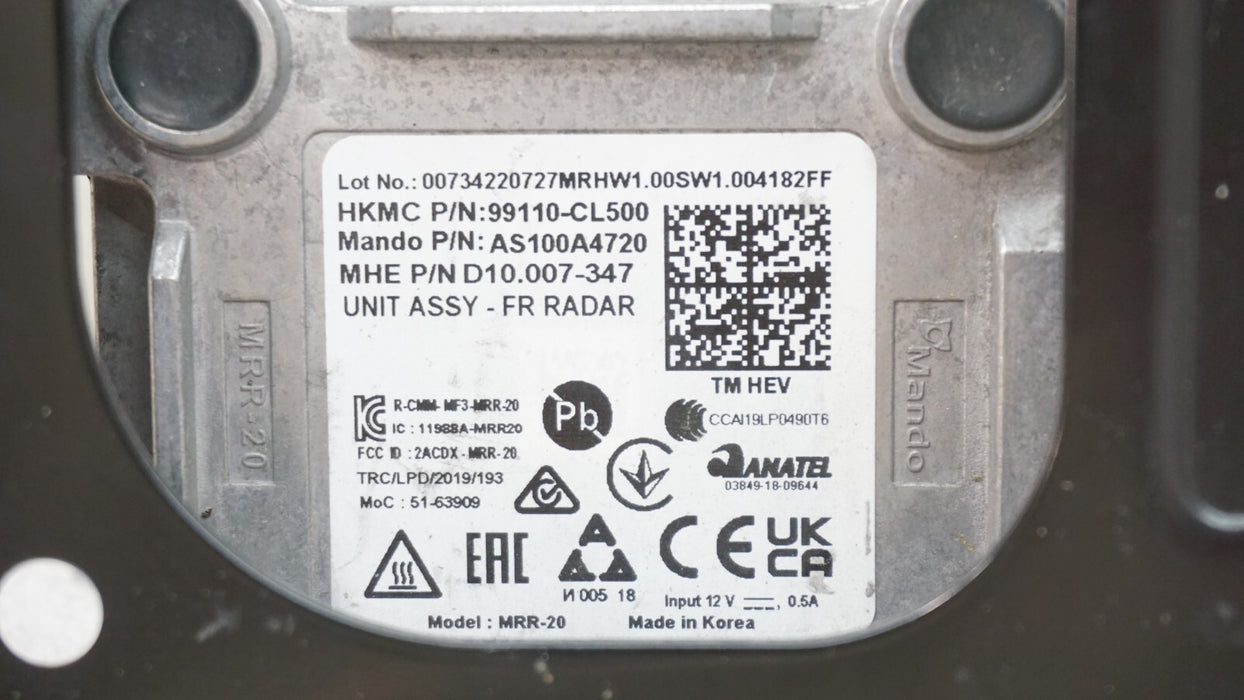 Lot No.: 00734220727MRHW1.00SW1.004182FF
HKMC P/N:99110-CL500
Mando P/N: AS100A4720
MHE P/N D10.007-347
UNIT ASSY - FR RADAR
TM HEV
R-CMM-MF3-MRR-20
IC : 11988A-MRR20
FCC ID : 2ACDX-MRR-20
TRC/LPD/2019/193
MoC : 51-63909
Pb
CCAI19LP0490T6
ANATEL
03849-18-09644
EAC
И005 18
CE
UK
CA
Input 12 V, 0.5A
Model : MRR-20
Made in Korea
MRR-20
Mando